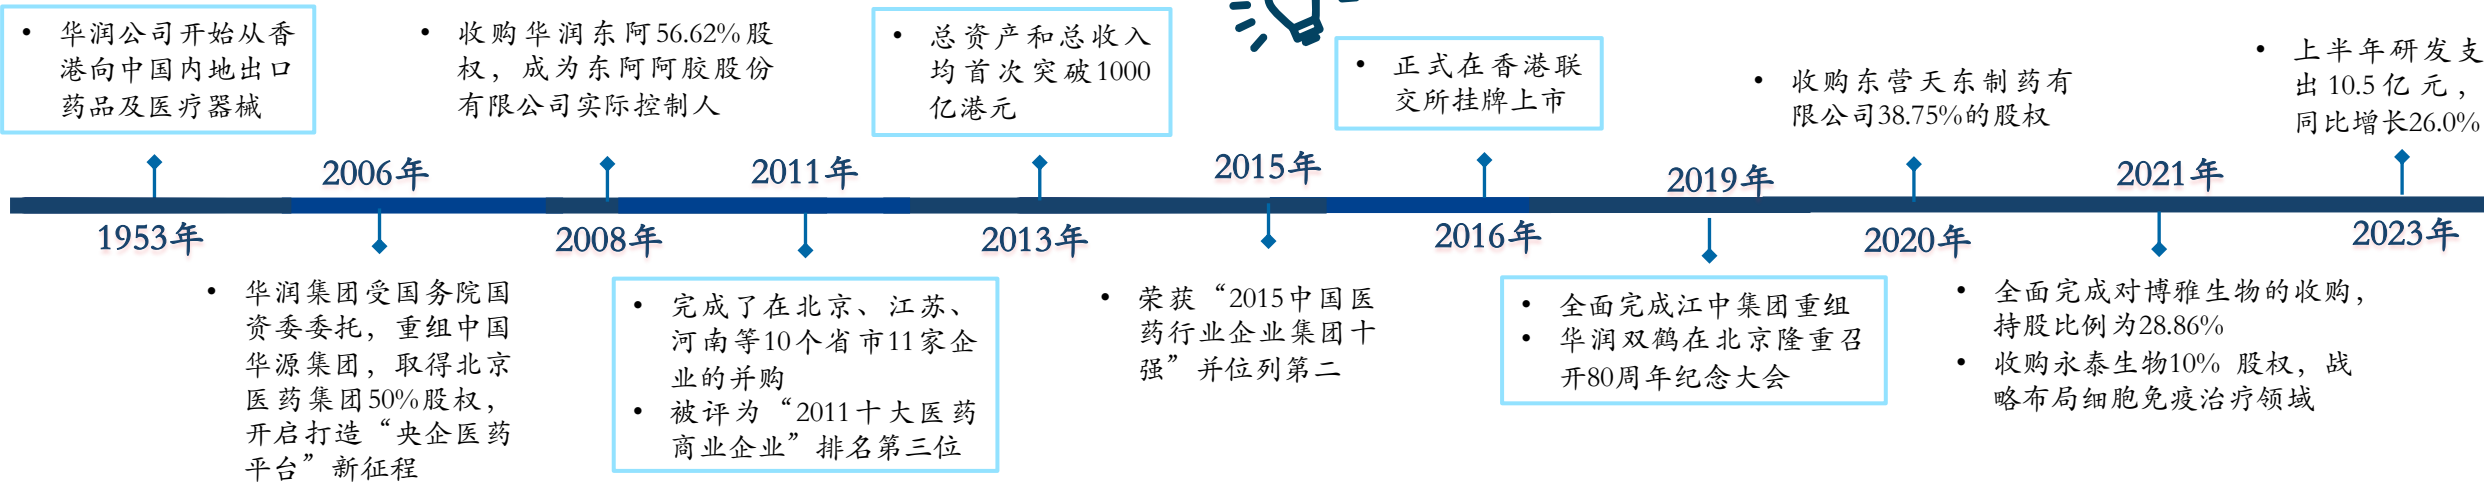 • 华润公司开始从香
港向中国内地出口
药品及医疗器械
• 收购华润东阿56.62%股
权，成为东阿阿胶股份
有限公司实际控制人
• 总资产和总收入
均首次突破1000
亿港元
• 正式在香港联
交所挂牌上市
• 收购东营天东制药有
限公司38.75%的股权
• 上半年研发支
出10.5亿元，
同比增长26.0%
2006年
2011年
2015年
2019年
2021年
1953年
2008年
2013年
2016年
2020年
2023年
• 华润集团受国务院国
资委委托，重组中国
华源集团，取得北京
医药集团50%股权，
开启打造“央企医药
平台”新征程
• 完成了在北京、江苏、
河南等10个省市11家企
业的并购
• 被评为“2011十大医药
商业企业”排名第三位
• 荣获“2015中国医
药行业企业集团十
强”并位列第二
• 全面完成江中集团重组
• 华润双鹤在北京隆重召
开80周年纪念大会
• 全面完成对博雅生物的收购，
持股比例为28.86%
• 收购永泰生物10% 股权，战
略布局细胞免疫治疗领域